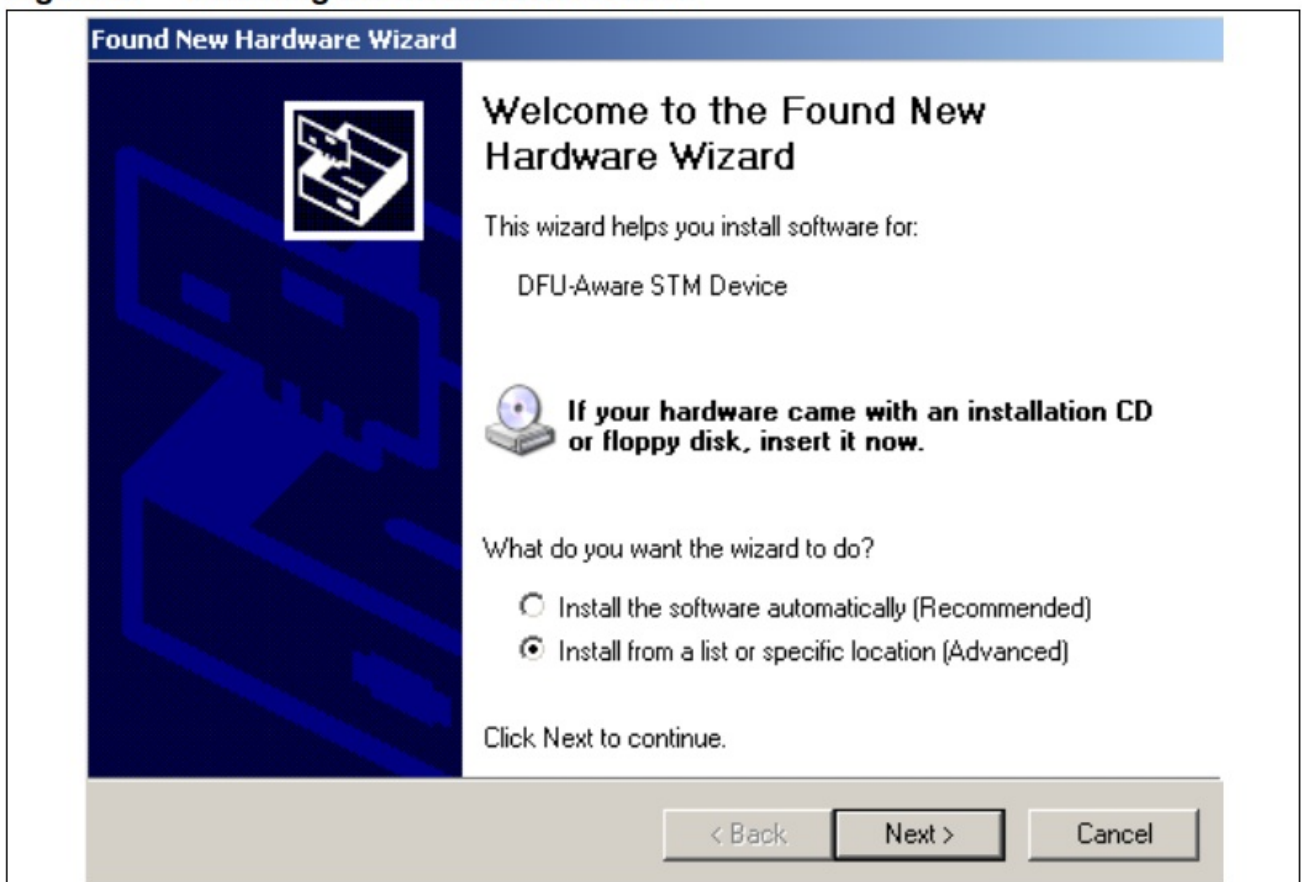 Found New Hardware Wizard
Welcome to the Found New
Hardware Wizard
This wizard helps you install software for:
DFU-Aware STM Device
If your hardware came with an installation CD
or floppy disk, insert it now.
What do you want the wizard to do?
Install the software automatically (Recommended)
Install from a list or specific location (Advanced)
Click Next to continue.
< Back
Next >
Cancel